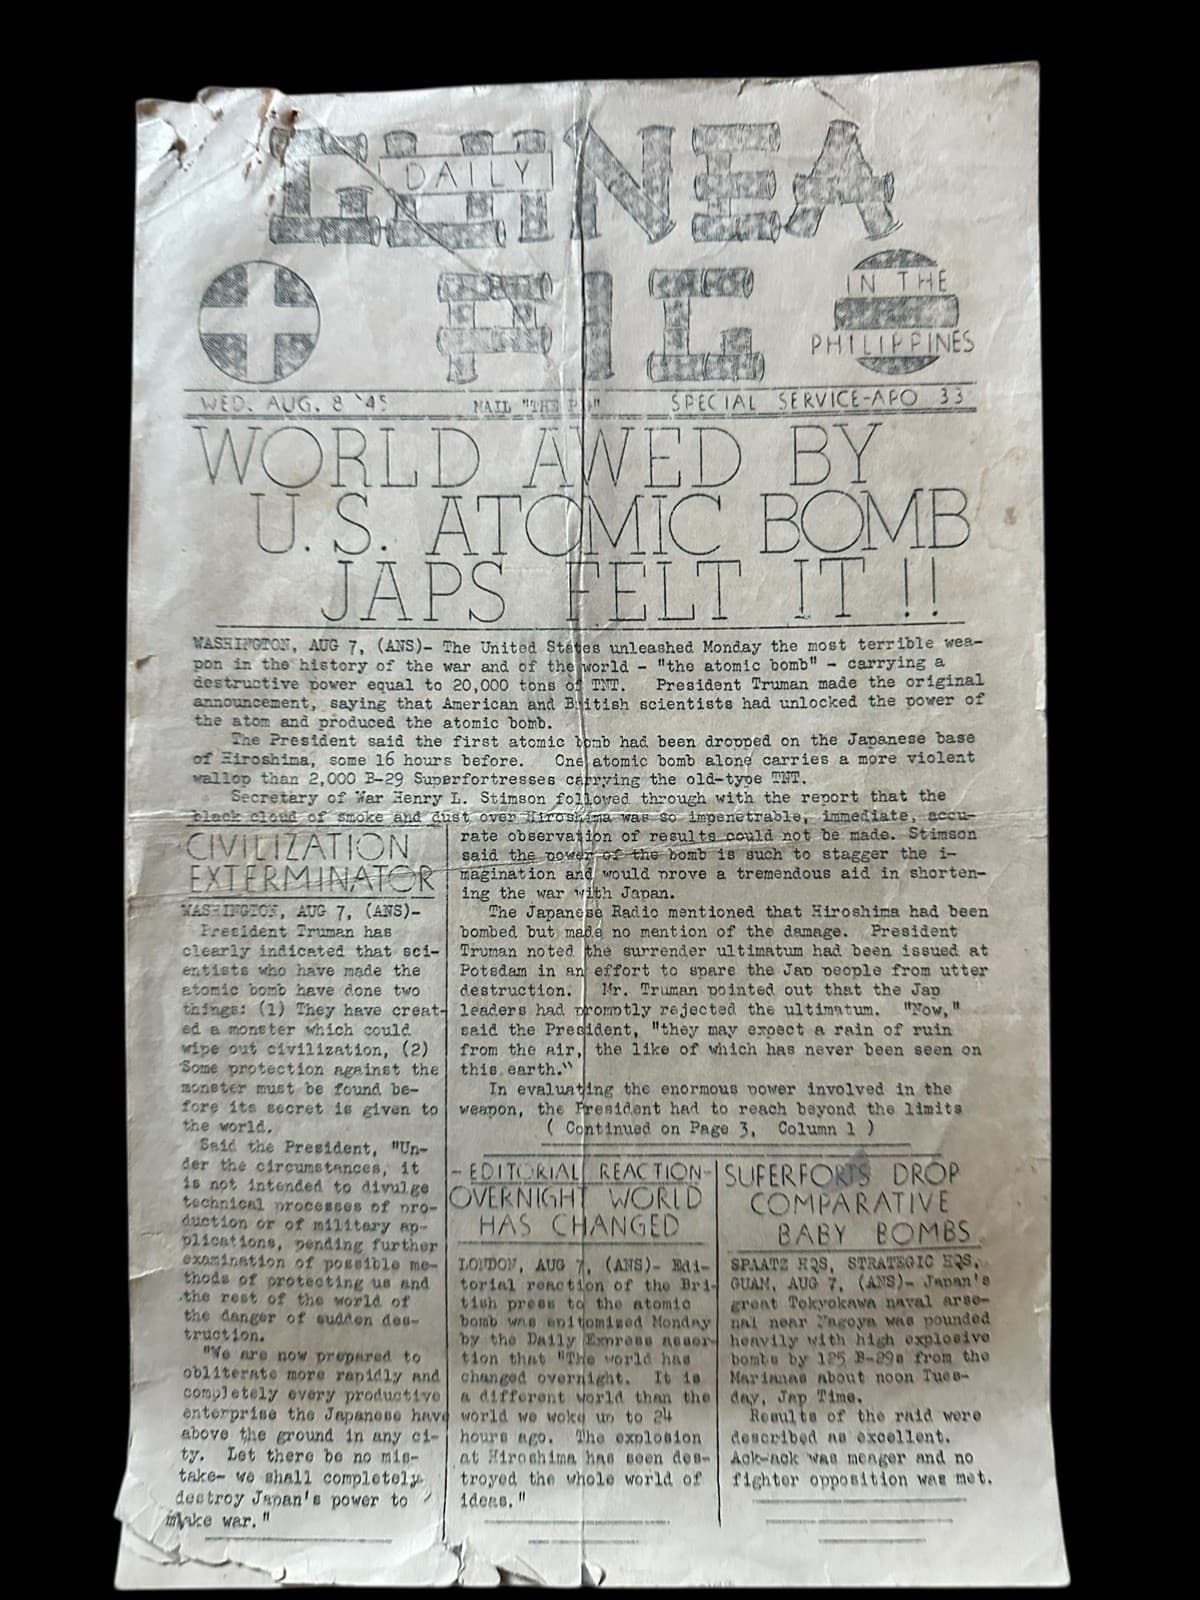 DAILY
GUINEA
PIG
IN THE
PHILIPPINES
WED. AUG. 8 '45
MAIL "THE PIG"
SPECIAL SERVICE-APO 33
WORLD AWED BY
U.S. ATOMIC BOMB
JAPS FELT IT !!
WASHINGTON, AUG 7, (ANS)- The United States unleashed Monday the most terrible wea-
pon in the history of the war and of the world - "the atomic bomb" - carrying a
destructive power equal to 20,000 tons of TNT. President Truman made the original
announcement, saying that American and British scientists had unlocked the power of
the atom and produced the atomic bomb.
The President said the first atomic bomb had been dropped on the Japanese base
of Hiroshima, some 16 hours before. One atomic bomb alone carries a more violent
wallop than 2,000 B-29 Superfortresses carrying the old-type TNT.
Secretary of War Henry L. Stimson followed through with the report that the
black cloud of smoke and dust over Hiroshima was so impenetrable, immediate, accu-
rate observation of results could not be made. Stimson
said the power of the bomb is such to stagger the i-
magination and would prove a tremendous aid in shorten-
ing the war with Japan.
The Japanese Radio mentioned that Hiroshima had been
bombed but made no mention of the damage. President
Truman noted the surrender ultimatum had been issued at
Potsdam in an effort to spare the Jap people from utter
destruction. Mr. Truman pointed out that the Jap
leaders had promptly rejected the ultimatum. "Now,"
said the President, "they may expect a rain of ruin
from the air, the like of which has never been seen on
this earth."
In evaluating the enormous power involved in the
weapon, the President had to reach beyond the limits
( Continued on Page 3, Column 1 )
CIVILIZATION
EXTERMINATOR
WASHINGTON, AUG 7, (ANS)-
President Truman has
clearly indicated that sci-
entists who have made the
atomic bomb have done two
things: (1) They have creat-
ed a monster which could
wipe out civilization, (2)
Some protection against the
monster must be found be-
fore its secret is given to
the world.
Said the President, "Un-
der the circumstances, it
is not intended to divulge
technical processes of pro-
duction or of military ap-
plications, pending further
examination of possible me-
thods of protecting us and
the rest of the world of
the danger of sudden des-
truction.
"We are now prepared to
obliterate more rapidly and
completely every productive
enterprise the Japanese have
above the ground in any ci-
ty. Let there be no mis-
take- we shall completely
destroy Japan's power to
make war."
-EDITORIAL REACTION-
OVERNIGHT WORLD
HAS CHANGED
LONDON, AUG 7, (ANS)- Edi-
torial reaction of the Bri-
tish press to the atomic
bomb was epitomized Monday
by the Daily Express asser-
tion that "The world has
changed overnight. It is
a different world than the
world we woke up to 24
hours ago. The explosion
at Hiroshima has seen des-
troyed the whole world of
ideas."
SUPERFORTS DROP
COMPARATIVE
BABY BOMBS
SPAATZ HQS, STRATEGIC HQS,
GUAM, AUG 7, (ANS)- Japan's
great Tokyokawa naval arse-
nal near Nagoya was pounded
heavily with high explosive
bombs by 125 B-29s from the
Marianas about noon Tues-
day, Jap Time.
Results of the raid were
described as excellent.
Ack-ack was meager and no
fighter opposition was met.